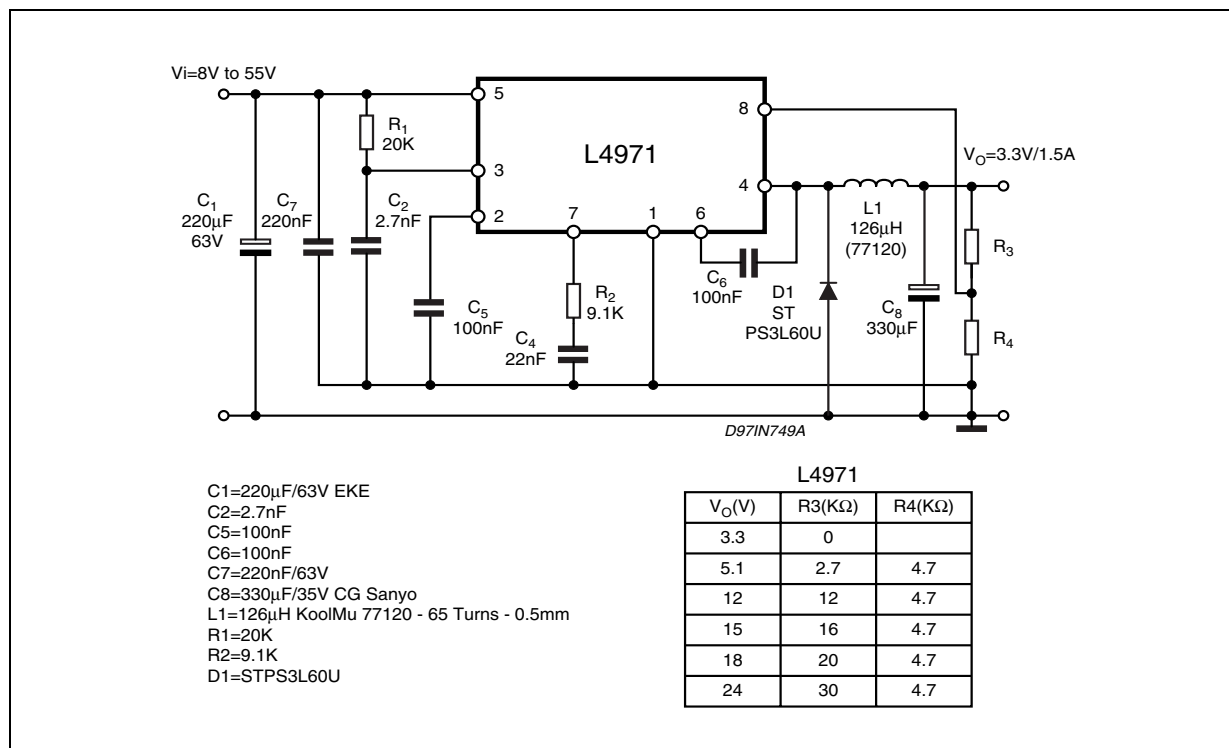 Vi=8V to 55V
R1
20K
C1
220μF
63V
C7
220nF
C2
2.7nF
5
3
2
L4971
7
1
6
8
4
C5
100nF
R2
9.1K
C4
22nF
C6
100nF
D1
ST
PS3L60U
L1
126μH
(77120)
VO=3.3V/1.5A
C8
330μF
R3
R4
D97IN749A
C1=220μF/63V EKE
C2=2.7nF
C5=100nF
C6=100nF
C7=220nF/63V
C8=330μF/35V CG Sanyo
L1=126μH KoolMu 77120 - 65 Turns - 0.5mm
R1=20K
R2=9.1K
D1=STPS3L60U
L4971
VO(V) R3(KΩ) R4(KΩ)
3.3 0
5.1 2.7 4.7
12 12 4.7
15 16 4.7
18 20 4.7
24 30 4.7